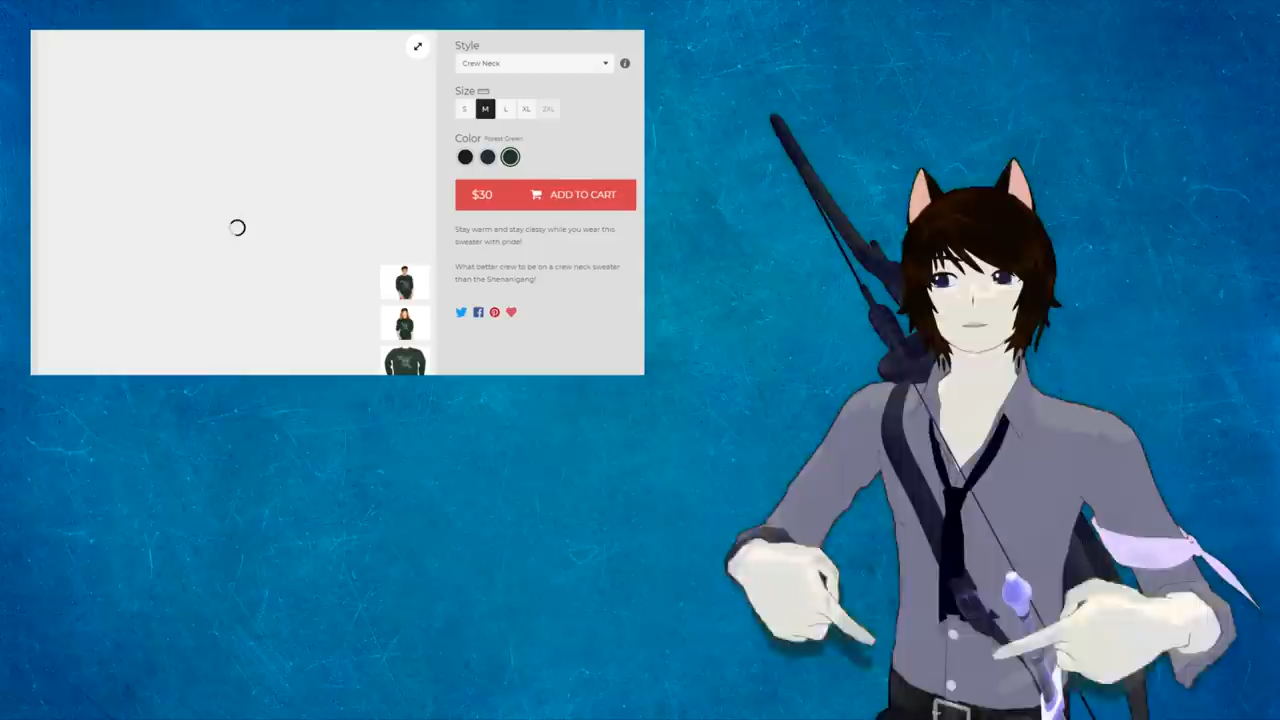 Style
Crew Neck
Size
S M L XL 2XL
Color Forest Green
$30 ADD TO CART
Stay warm and stay classy while you wear this
sweater with pride!
What better crew to be on a crew neck sweater
than the Shenanigang!